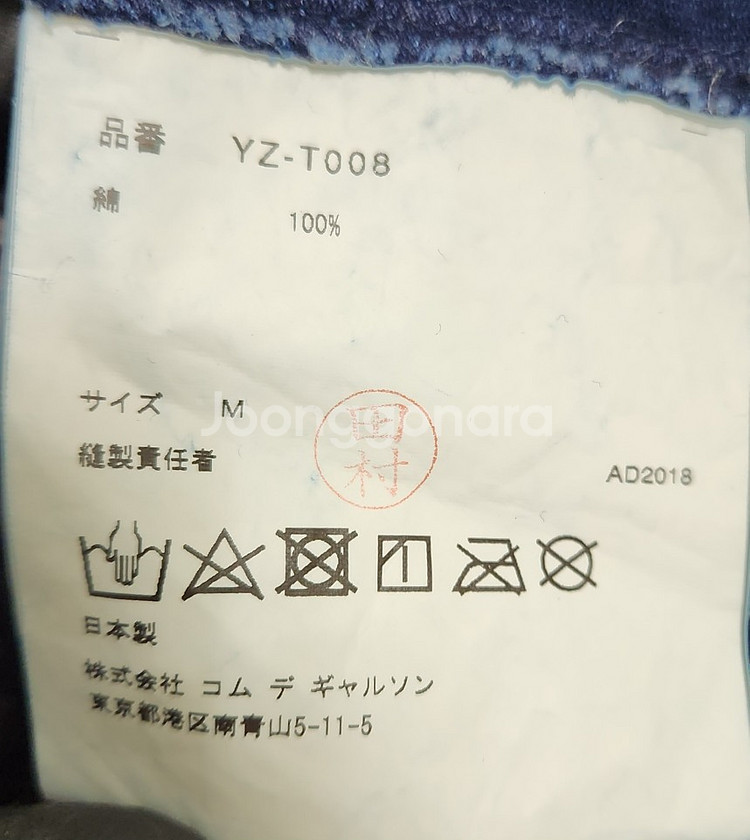 品番 YZ-T008
綿 100%
サイズ M
Joonggonara
田村
縫製責任者
AD2018
日本製
株式会社 コム デ ギャルソン
東京都港区南青山5-11-5